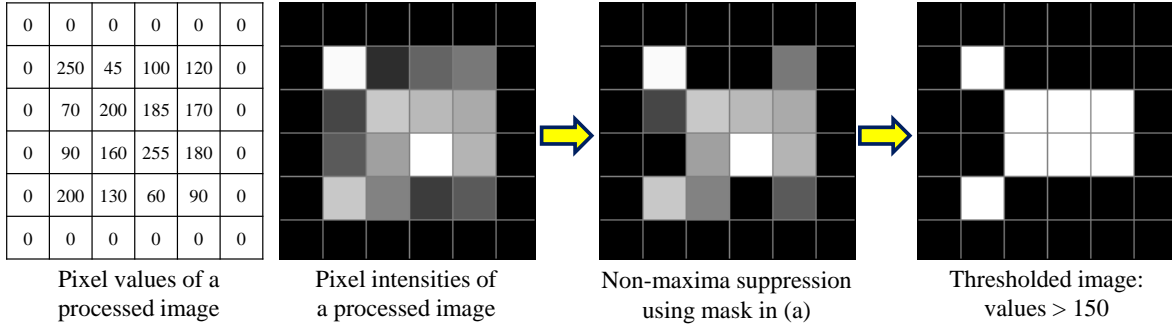 0 0 0 0 0 0
0 250 45 100 120 0
0 70 200 185 170 0
0 90 160 255 180 0
0 200 130 60 90 0
0 0 0 0 0 0
Pixel values of a
processed image
Pixel intensities of
a processed image
Non-maxima suppression
using mask in (a)
Thresholded image:
values > 150